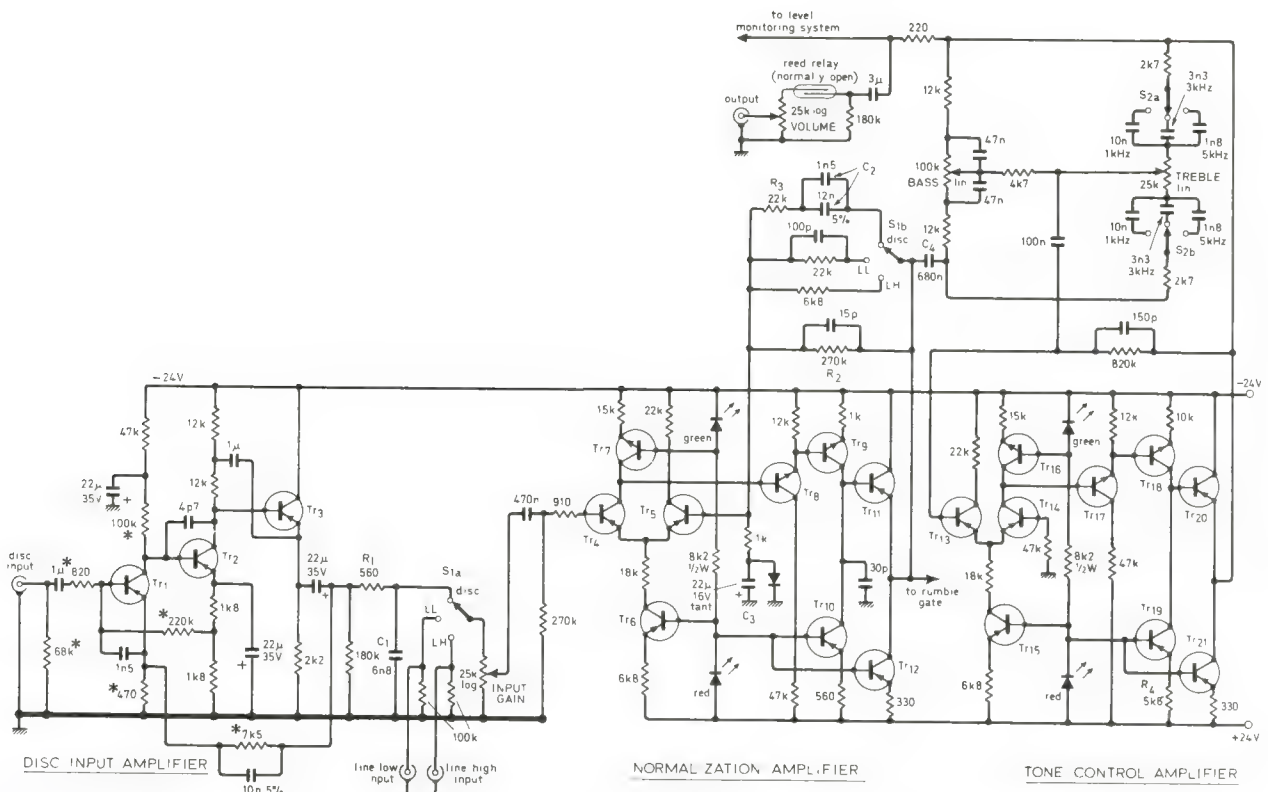 to level
monitoring system
220
reed relay
(normal y open)
3μ
output
25k log
VOLUME
180k
12k
2k7
3n3
3kHz
S2a
10n
1kHz
1n8
5kHz
47n
100k
BASS
lin
4k7
47n
TREBLE
25k
lin
12k
10n
1kHz
1n8
5kHz
3n3
3kHz
S2b
2k7
100n
1n5
C2
R3
22k
12n
5%
100p
S1b
disc
22k
LL
LH
C4
680n
6k8
15p
270k
R2
150p
820k
-24V
-24V
47k
12k
1μ
22μ
35V
+
12k
4p7
100k
*
Tr3
disc
input
1μ
*
820
Tr1
Tr2
22μ
35V
+
R1
560
S1a
disc
LL
LH
*
220k
1k8
22μ
35V
+
68k
*
1n5
*470
1k8
2k2
180k
C1
6n8
25k
log
INPUT
GAIN
100k
*
7k5
10n 5%
line low
nput
line high
input
470n
910
270k
15k
22k
green
Tr7
Tr4
Tr5
12k
1k
Tr9
Tr8
Tr11
18k
8k2
½W
1k
22μ
16V
tant
+
C3
30p
to rumble
gate
Tr6
Tr10
Tr12
6k8
red
47k
560
330
15k
22k
green
Tr16
12k
10k
Tr13
Tr14
Tr17
Tr18
Tr20
47k
8k2
½W
47k
18k
Tr15
Tr19
Tr21
6k8
red
R4
5k6
330
+24V
DISC INPUT AMPLIFIER
NORMAL ZATION AMPLIFIER
TONE CONTROL AMPLIFIER